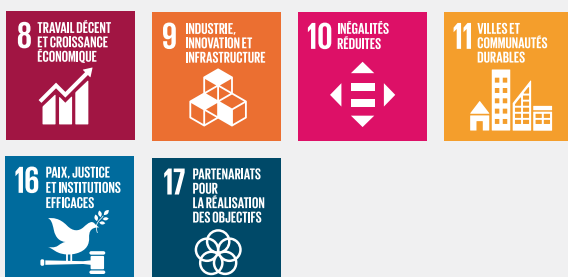 8 TRAVAIL DÉCENT
ET CROISSANCE
ÉCONOMIQUE
9 INDUSTRIE,
INNOVATION ET
INFRASTRUCTURE
10 INÉGALITÉS
RÉDUITES
11 VILLES ET
COMMUNAUTÉS
DURABLES
16 PAIX, JUSTICE
ET INSTITUTIONS
EFFICACES
17 PARTENARIATS
POUR
LA RÉALISATION
DES OBJECTIFS